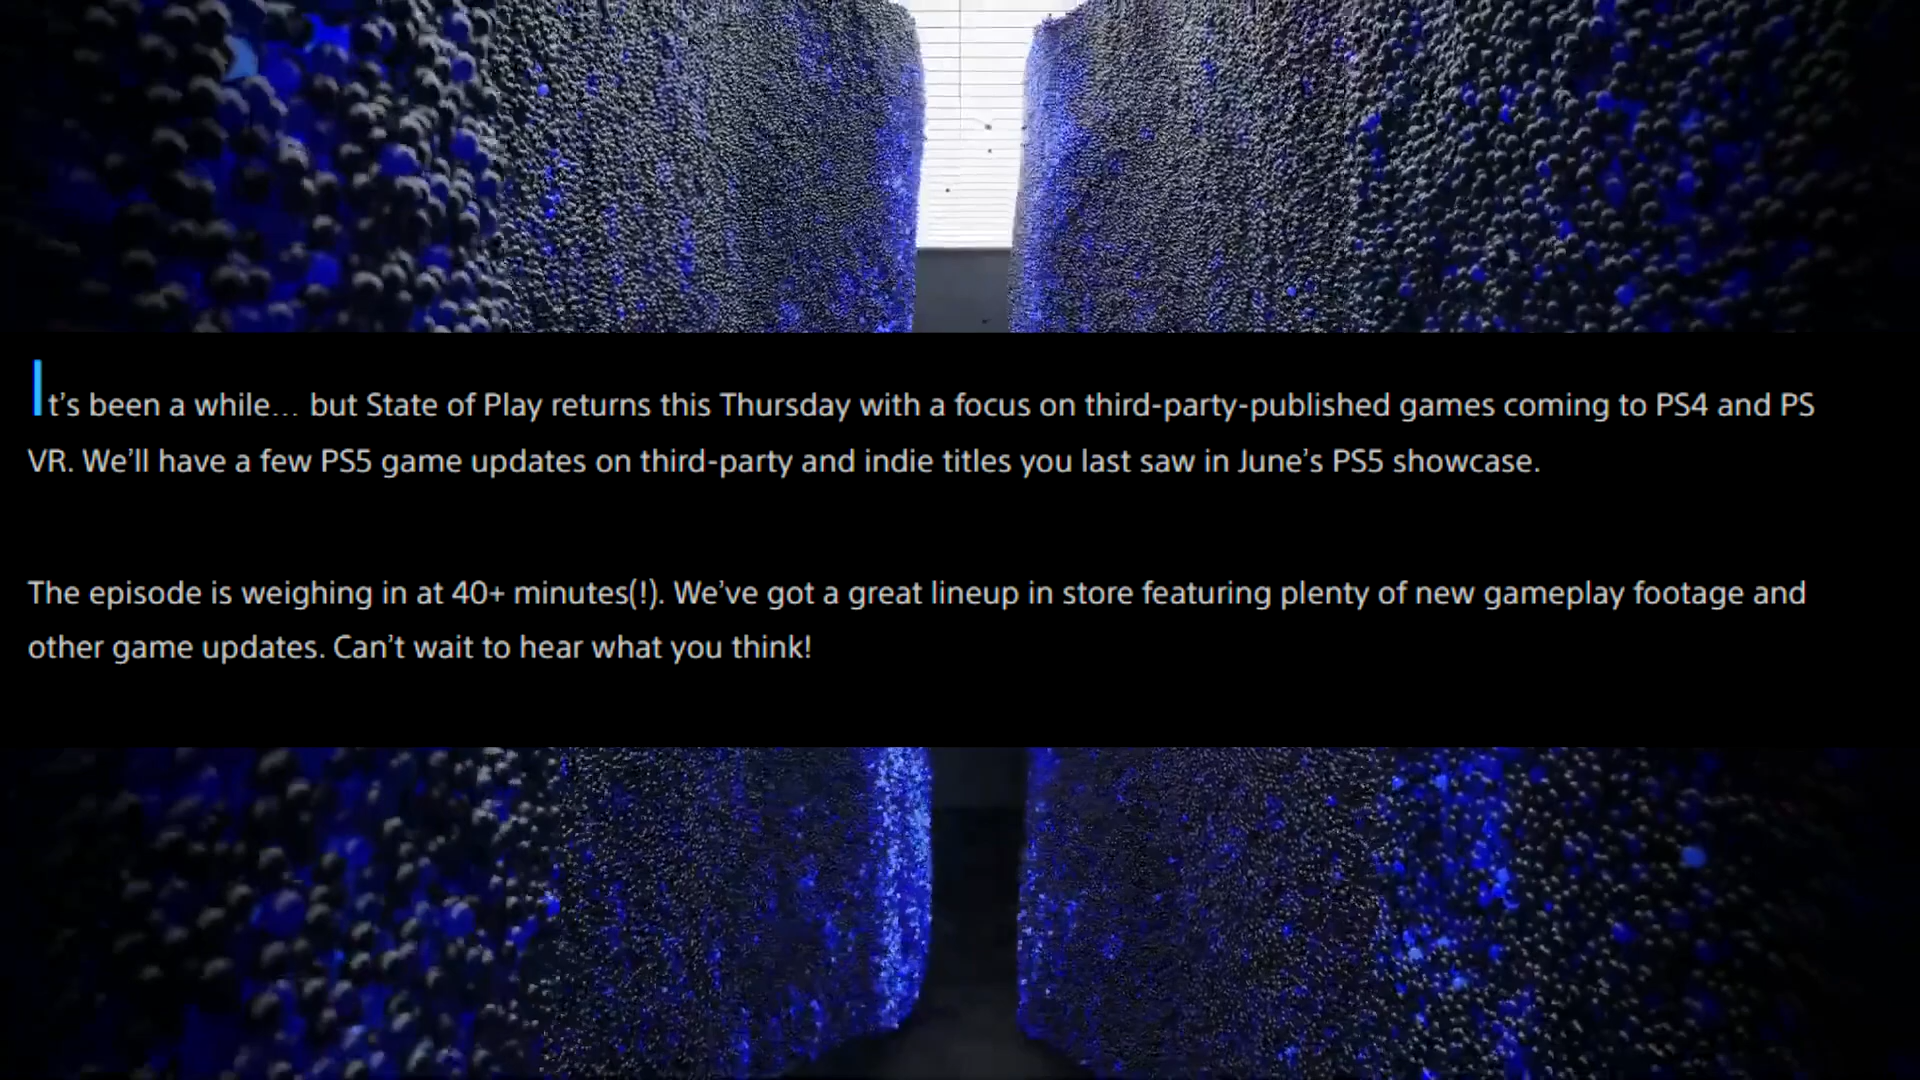 It’s been a while… but State of Play returns this Thursday with a focus on third-party-published games coming to PS4 and PS
VR. We’ll have a few PS5 game updates on third-party and indie titles you last saw in June’s PS5 showcase.
The episode is weighing in at 40+ minutes(!). We’ve got a great lineup in store featuring plenty of new gameplay footage and
other game updates. Can’t wait to hear what you think!